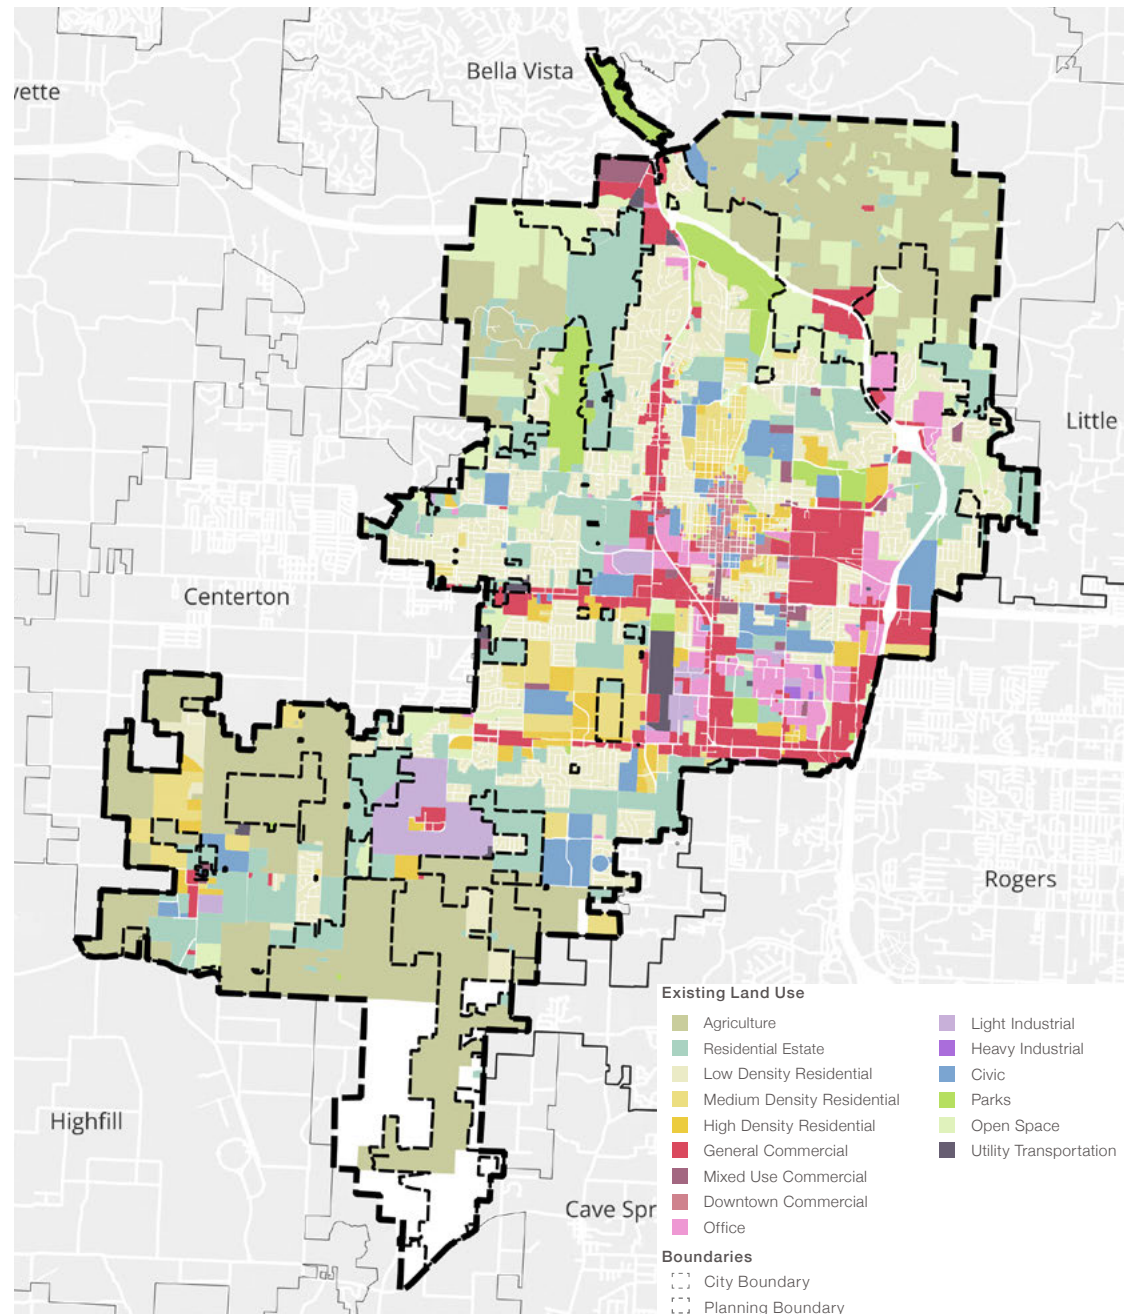 Bella Vista
vette
Little
Centerton
Rogers
Highfill
Cave Spr
Existing Land Use
Agriculture
Residential Estate
Low Density Residential
Medium Density Residential
High Density Residential
General Commercial
Mixed Use Commercial
Downtown Commercial
Office
Light Industrial
Heavy Industrial
Civic
Parks
Open Space
Utility Transportation
Boundaries
City Boundary
Planning Boundary